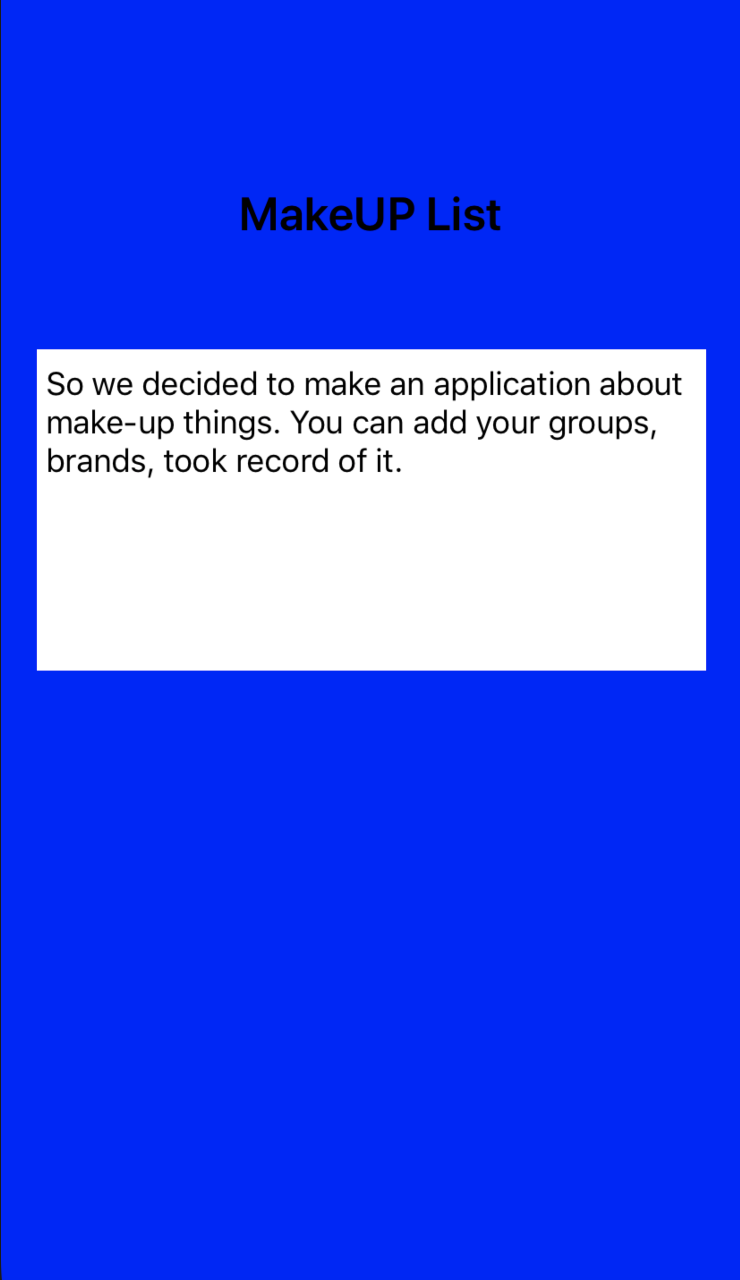 MakeUP List
So we decided to make an application about
make-up things. You can add your groups,
brands, took record of it.